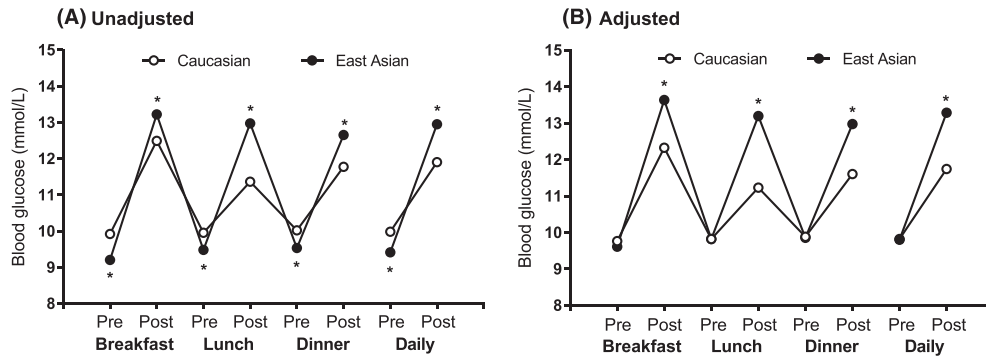 (A) Unadjusted
Caucasian East Asian
Blood glucose (mmol/L)
15
14
13
12
11
10
9
8
* * * *
* * * *
Pre Post Pre Post Pre Post Pre Post
Breakfast Lunch Dinner Daily
(B) Adjusted
Caucasian East Asian
Blood glucose (mmol/L)
15
14
13
12
11
10
9
8
* * * *
Pre Post Pre Post Pre Post Pre Post
Breakfast Lunch Dinner Daily